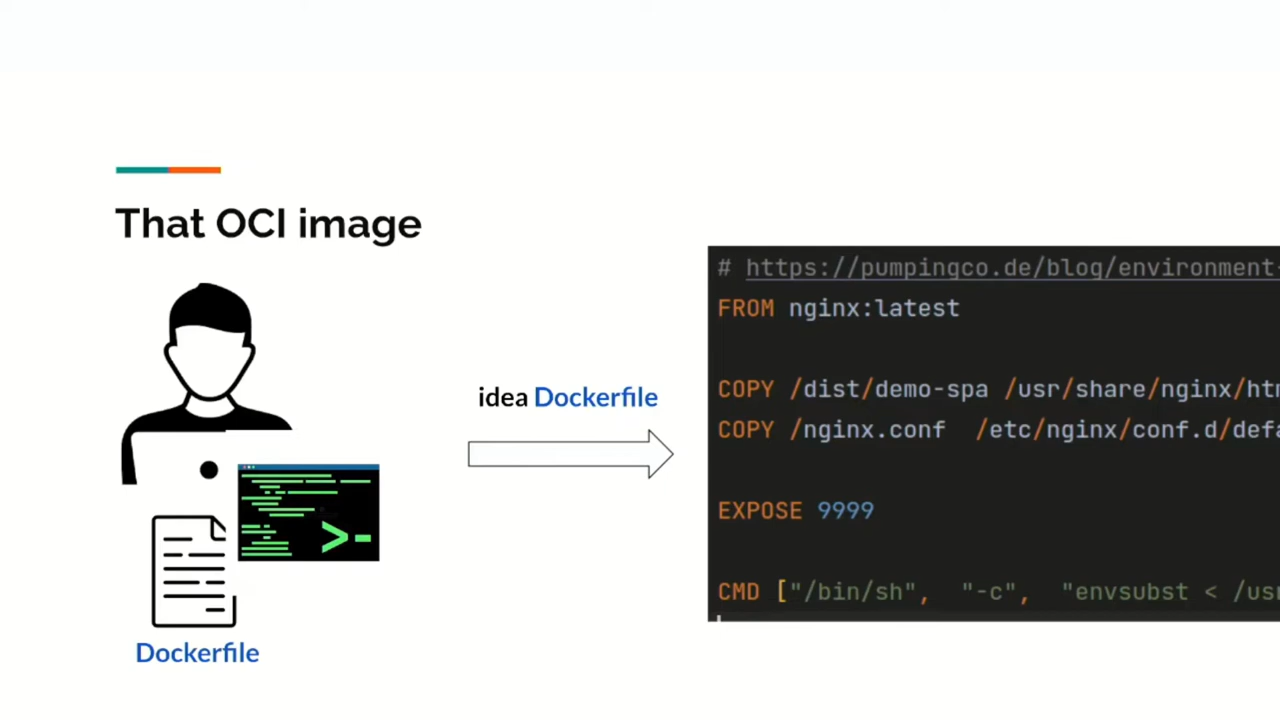 That OCI image
idea Dockerfile
>-
Dockerfile
# https://pumpingco.de/blog/environment-
FROM nginx:latest
COPY /dist/demo-spa /usr/share/nginx/htm
COPY /nginx.conf /etc/nginx/conf.d/defa
EXPOSE 9999
CMD ["/bin/sh", "-c", "envsubst < /usr